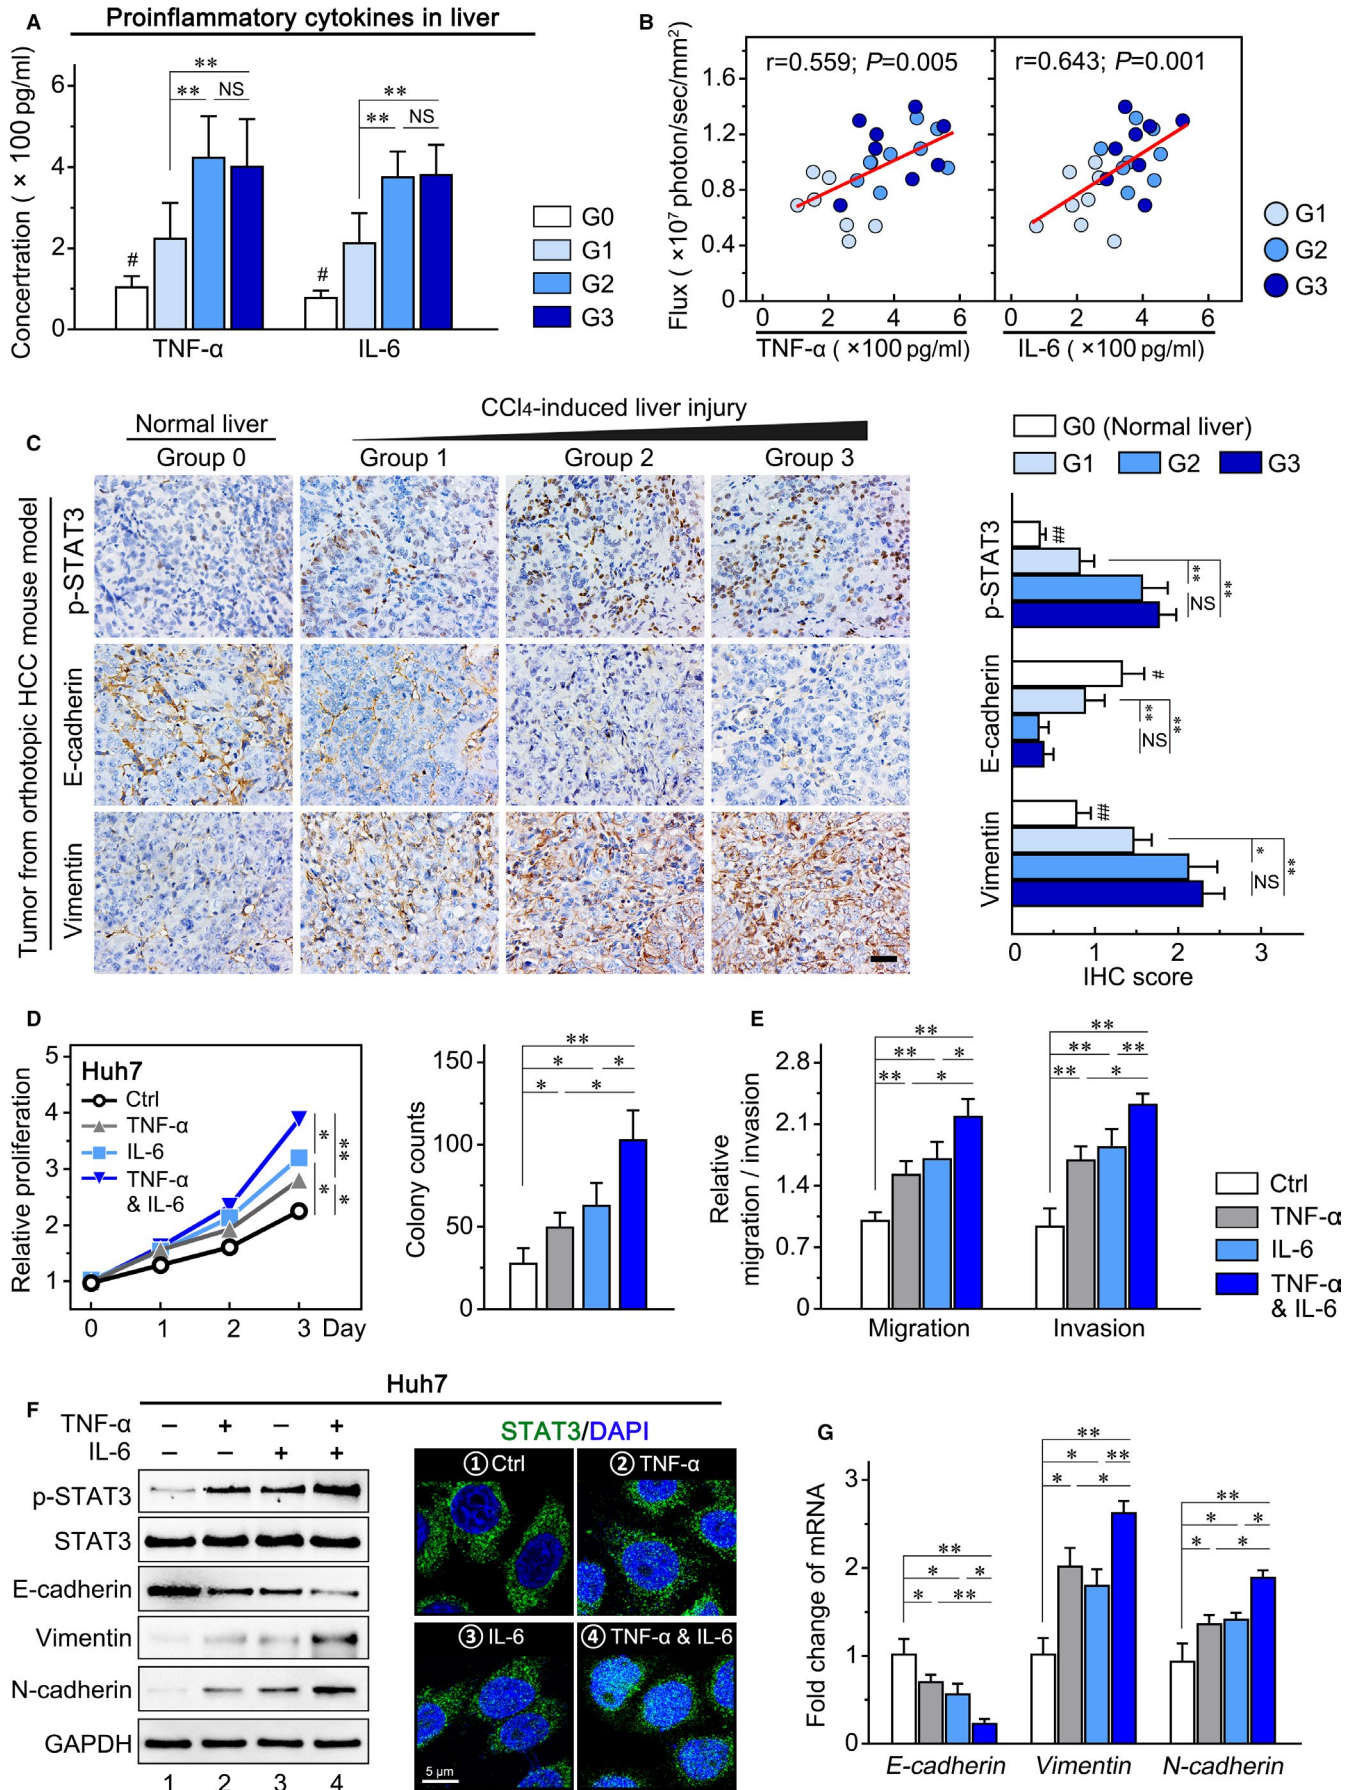 A
Proinflammatory cytokines in liver
Concentration ( × 100 pg/ml)
6
4
2
0
**
** NS
#
**
** NS
#
TNF-α
IL-6
G0
G1
G2
G3
B
Flux ( ×10⁷ photon/sec/mm²)
1.6
1.2
0.8
0.4
0
r=0.559; P=0.005
r=0.643; P=0.001
0 2 4 6
0 2 4 6
TNF-α ( ×100 pg/ml)
IL-6 ( ×100 pg/ml)
G1
G2
G3
C
Normal liver
CCl₄-induced liver injury
Group 0
Group 1
Group 2
Group 3
Tumor from orthotopic HCC mouse model
p-STAT3
E-cadherin
Vimentin
G0 (Normal liver)
G1
G2
G3
p-STAT3
##
**
NS
**
E-cadherin
#
**
NS
**
Vimentin
##
*
NS
**
0 1 2 3
IHC score
D
Relative proliferation
5
4
3
2
1
Huh7
Ctrl
TNF-α
IL-6
TNF-α
& IL-6
*
**
*
*
0 1 2 3 Day
Colony counts
150
100
50
0
**
* *
* *
E
Relative
migration / invasion
2.8
2.1
1.4
0.7
0
**
** *
** *
**
** **
** *
Migration
Invasion
Ctrl
TNF-α
IL-6
TNF-α
& IL-6
Huh7
F
TNF-α − + − +
IL-6 − − + +
p-STAT3
STAT3
E-cadherin
Vimentin
N-cadherin
GAPDH
1 2 3 4
STAT3/DAPI
① Ctrl
② TNF-α
③ IL-6
④ TNF-α & IL-6
5 μm
G
Fold change of mRNA
3
2
1
0
**
* *
* **
**
* **
* *
**
* *
* *
E-cadherin
Vimentin
N-cadherin